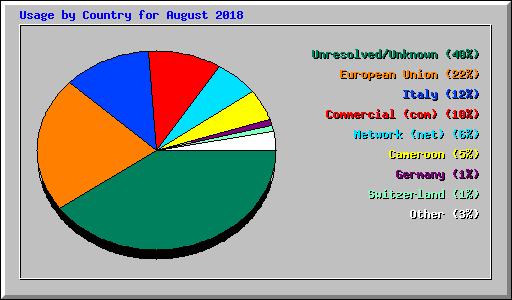 Usage by Country for August 2018
Unresolved/Unknown (40%)
European Union (22%)
Italy (12%)
Commercial (com) (10%)
Network (net) (6%)
Cameroon (5%)
Germany (1%)
Switzerland (1%)
Other (3%)